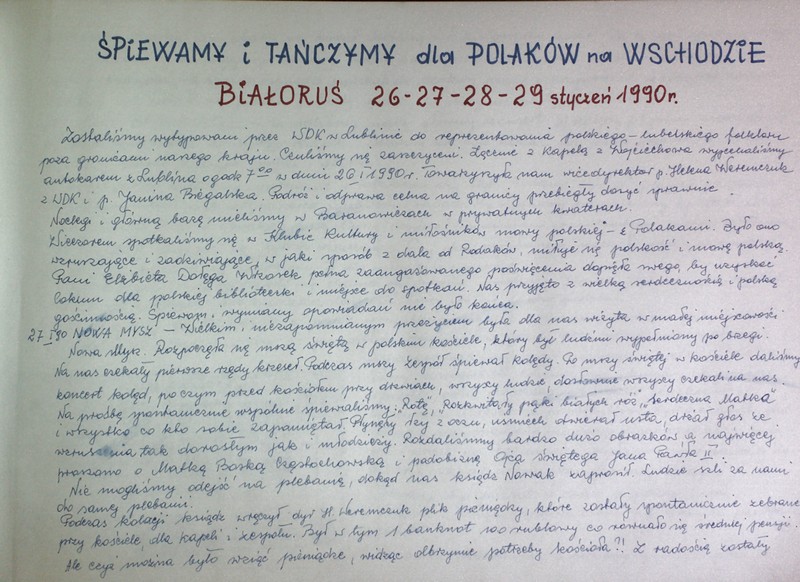 ŚPIEWAMY i TAŃCZYMY dla POLAKÓW na WSCHODZIE
BIAŁORUŚ 26-27-28-29 styczeń 1990r.
Zostaliśmy wytypowani przez WDK w Lublinie do reprezentowania polskiego - lubelskiego folkloru
poza granicami naszego kraju. Czuliśmy się zaszczyceni. Łącznie z Kapelą z Wojciechowa wyjechaliśmy
autokarem z Lublina o godz 7⁰⁰ w dniu 26 I 1990r. Towarzyszyła nam wicedyrektor p. Helena Weremczuk
z WDK i p. Janina Biegalska. Podróż i odprawa celna na granicy przebiegły dosyć sprawnie.
Noclegi i główną bazę mieliśmy w Baranowiczach w prywatnych kwaterach.
Wieczorem spotkaliśmy się w Klubie Kultury i miłośników mowy polskiej - z Polakami. Było ono
wzruszające i zadziwiające, w jaki sposób z dala od Rodaków, miłuje się polskość i mowę polską.
Pani Elżbieta Dołęga Wrzosek pełna zaangażowanego poświęcenia dopięła swego, by uzyskać
lokum dla polskiej biblioteczki i miejsce do spotkań. Nas przyjęto z wielką serdecznością i polską
gościnnością. Śpiewom, wymiany opowiadań nie było końca.
27 I 90 NOWA MYSZ - Wielkim, niezapomnianym przeżyciem była dla nas wizyta w małej miejscowości
Nowa Mysz. Rozpoczęła się mszą świętą w polskim kościele, który był ludźmi wypełniony po brzegi.
Na nas czekały pierwsze rzędy krzeseł. Podczas mszy zespół śpiewał kolędy. Po mszy świętej w kościele daliśmy
koncert kolęd, po czym przed kościołem przy drzwiach, wszyscy ludzie, dosłownie wszyscy czekali na nas.
Na prośbę spontanicznie wspólnie śpiewaliśmy: „Rotę", „Rozkwitały pąki białych róż", „Serdeczna Matko"
i wszystko co kto sobie zapamiętał. Płynęły łzy z oczu, uśmiech otwierał usta, drżał głos ze
wzruszenia, tak dorosłym jak i młodzieży. Rozdaliśmy bardzo dużo obrazków, a najwięcej
proszono o Matkę Boską Częstochowską i podobiznę Ojca Świętego Jana Pawła II.
Nie mogliśmy odejść na plebanię, dokąd nas ksiądz Nowak zaprosił. Ludzie szli za nami
do samej plebanii.
Podczas kolacji ksiądz wręczył dyr H. Weremczuk plik pieniędzy, które zostały spontanicznie zebrane
przy kościele, dla kapeli i zespołu. Był w tym 1 banknot 100 rublowy co równało się średniej pensji.
Ale czyż można było wziąć pieniądze, widząc olbrzymie potrzeby kościoła?! Z radością zostały